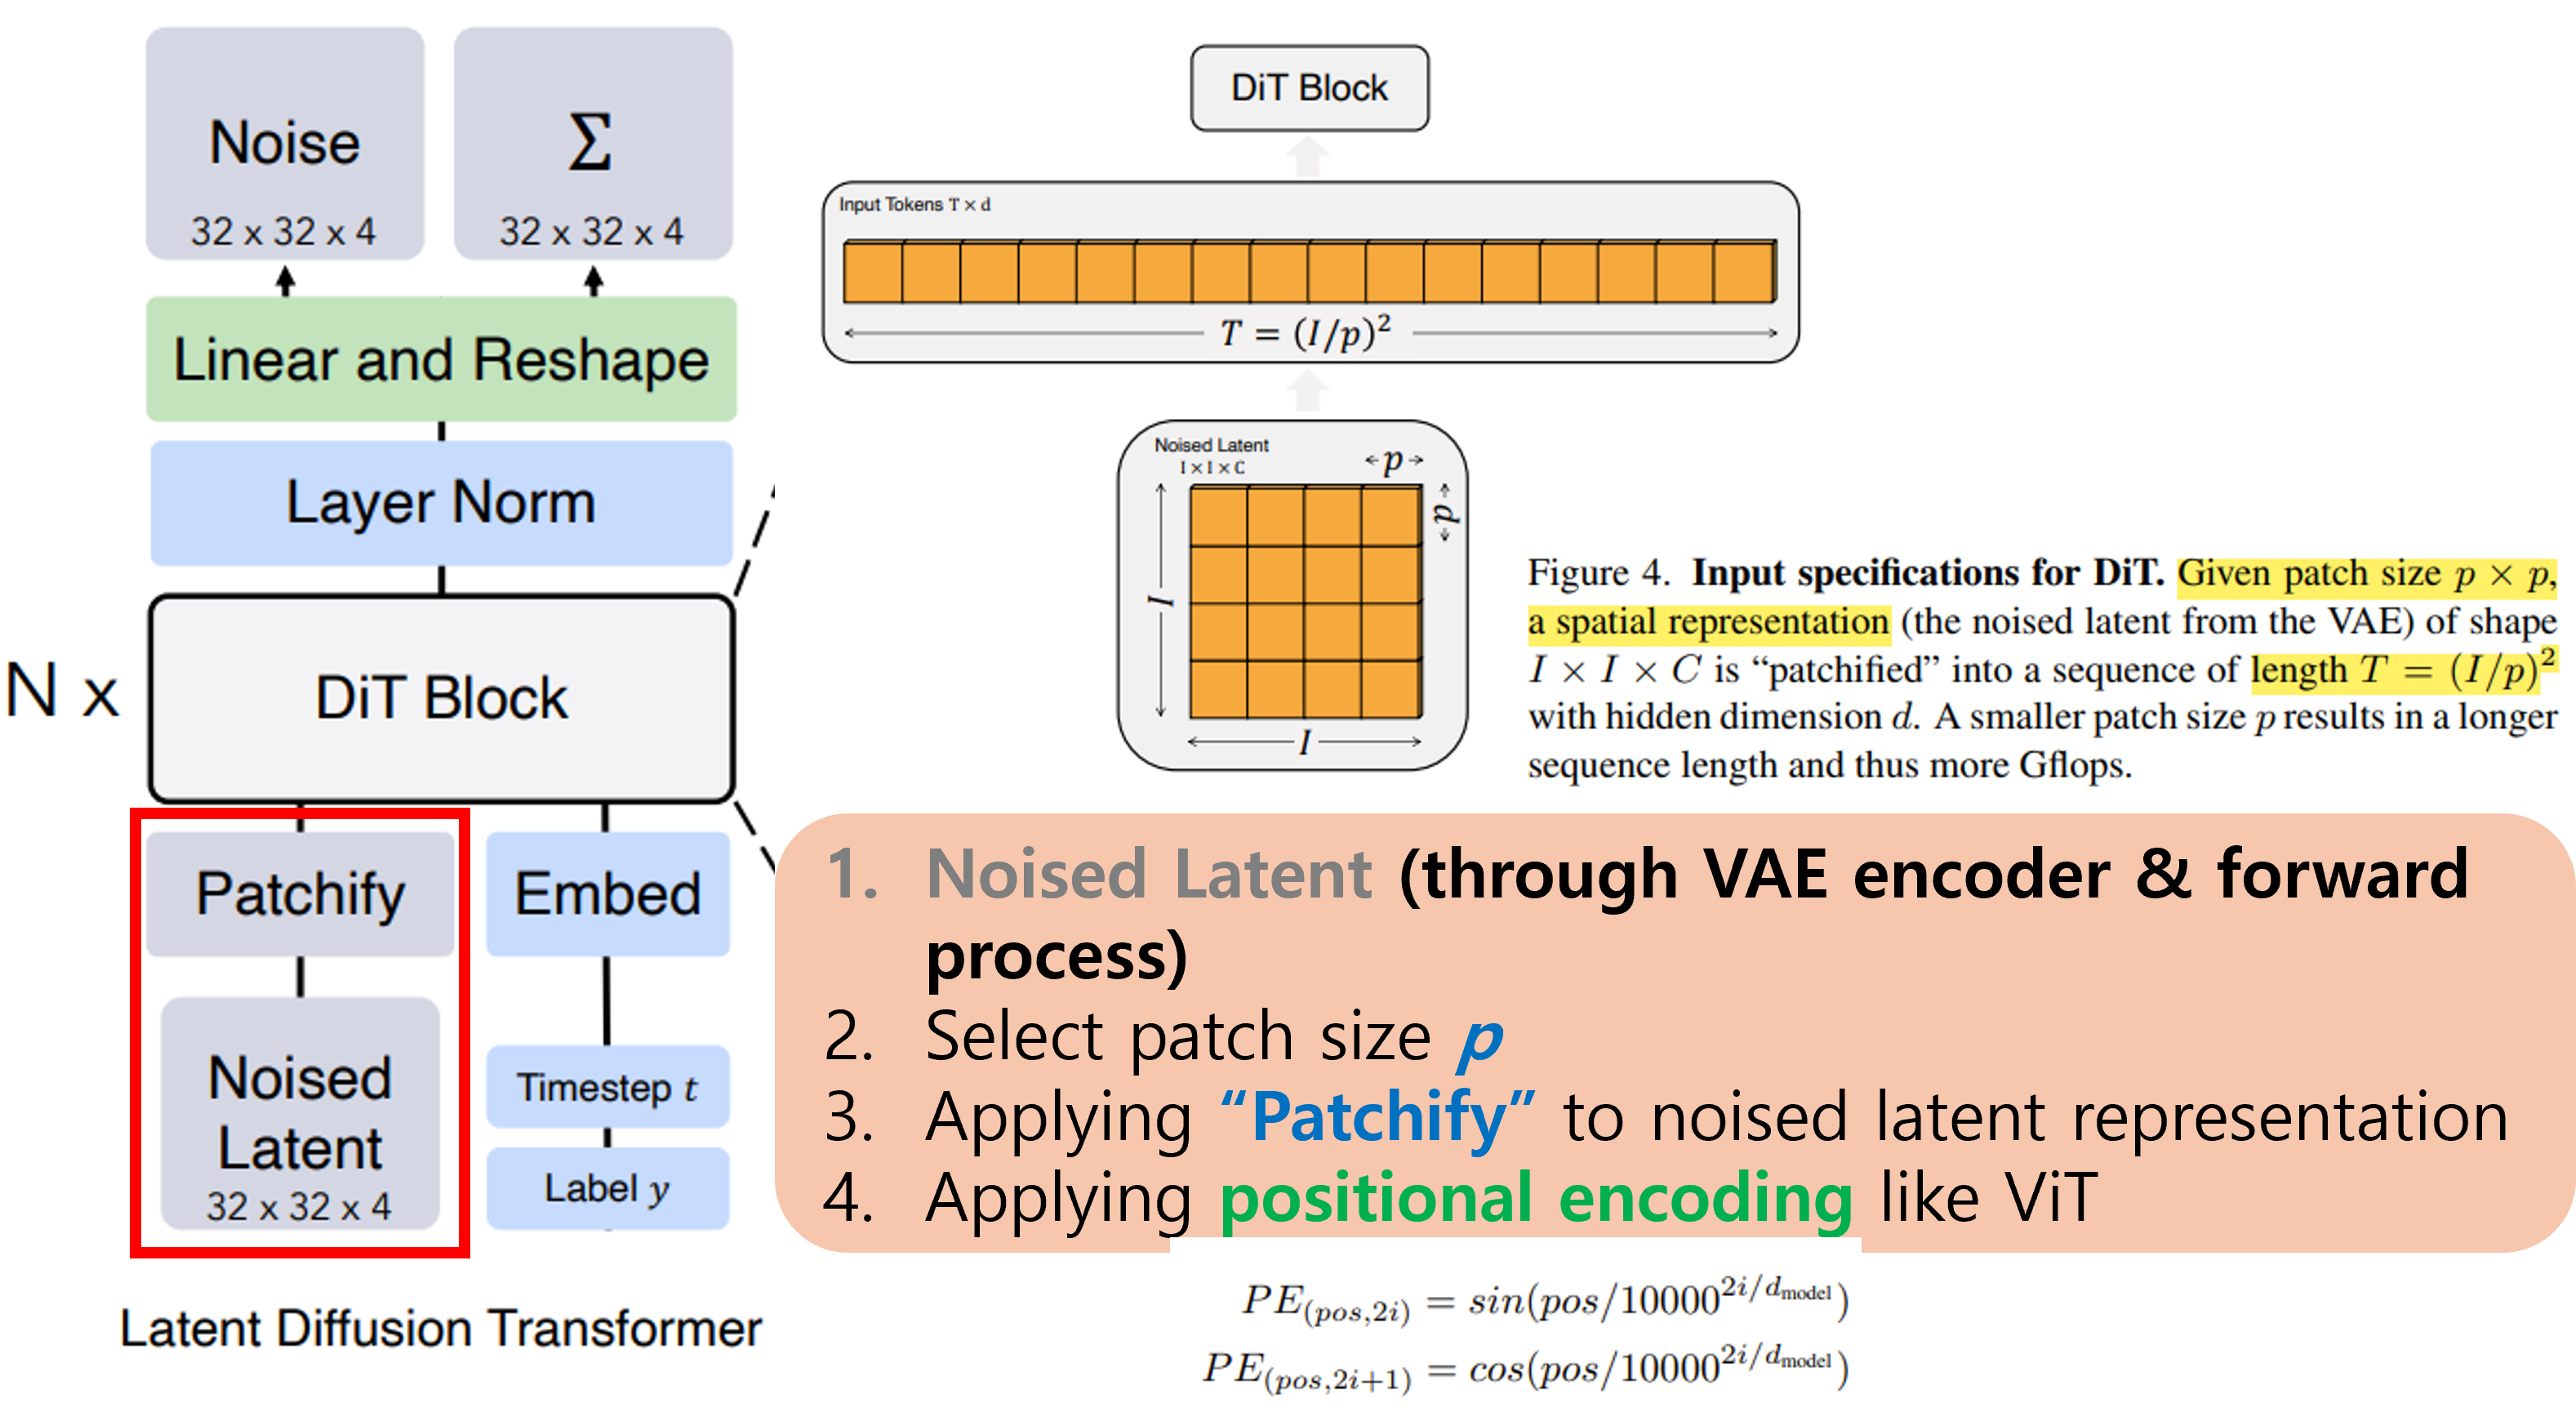 Noise
32 x 32 x 4
Σ
32 x 32 x 4
Linear and Reshape
Layer Norm
N x
DiT Block
Patchify
Embed
Noised
Latent
32 x 32 x 4
Timestep t
Label y
Latent Diffusion Transformer
DiT Block
Input Tokens T × d
T = (I/p)²
Noised Latent
I × I × C
p
p
I
I
Figure 4. Input specifications for DiT. Given patch size p × p,
a spatial representation (the noised latent from the VAE) of shape
I × I × C is “patchified” into a sequence of length T = (I/p)²
with hidden dimension d. A smaller patch size p results in a longer
sequence length and thus more Gflops.
1. Noised Latent (through VAE encoder & forward
process)
2. Select patch size p
3. Applying “Patchify” to noised latent representation
4. Applying positional encoding like ViT
PE(pos,2i) = sin(pos/10000^{2i/d_model})
PE(pos,2i+1) = cos(pos/10000^{2i/d_model})